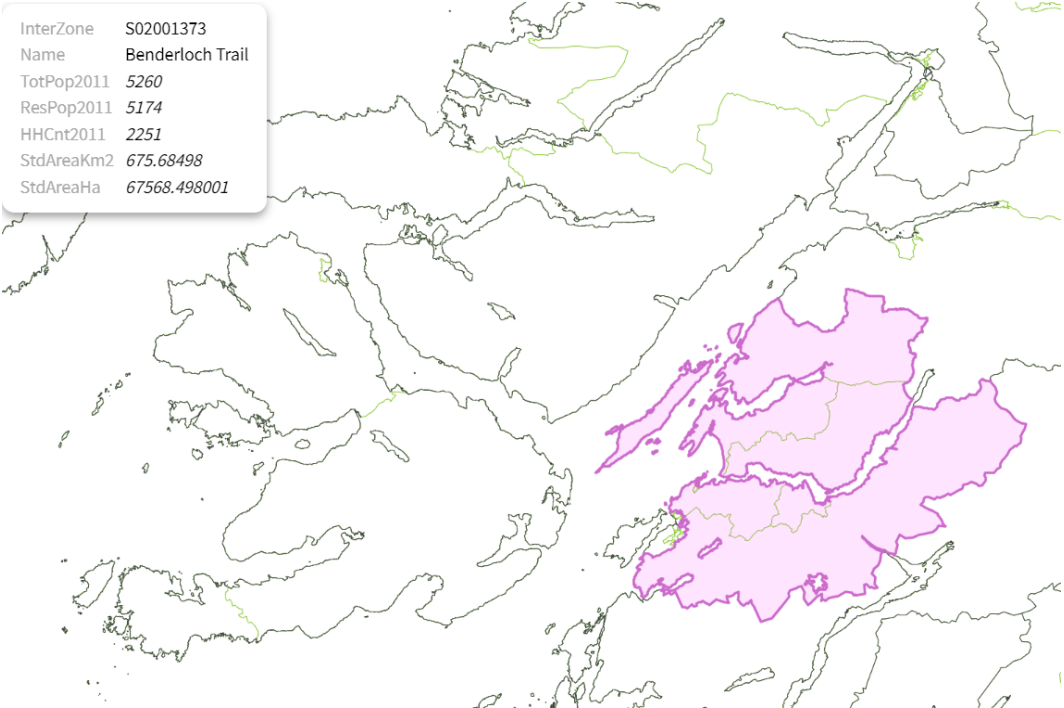 InterZone S02001373
Name Benderloch Trail
TotPop2011 5260
ResPop2011 5174
HHCnt2011 2251
StdAreaKm2 675.68498
StdAreaHa 67568.498001